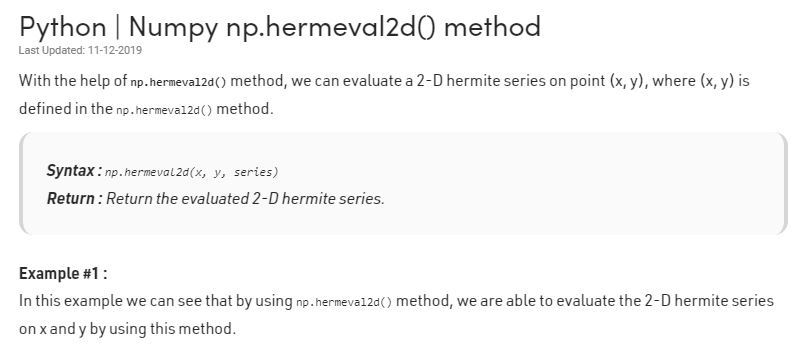 Python | Numpy np.hermeval2d() method
Last Updated: 11-12-2019
With the help of np.hermeval2d() method, we can evaluate a 2-D hermite series on point (x, y), where (x, y) is
defined in the np.hermeval2d() method.
Syntax : np.hermeval2d(x, y, series)
Return : Return the evaluated 2-D hermite series.
Example #1 :
In this example we can see that by using np.hermeval2d() method, we are able to evaluate the 2-D hermite series
on x and y by using this method.